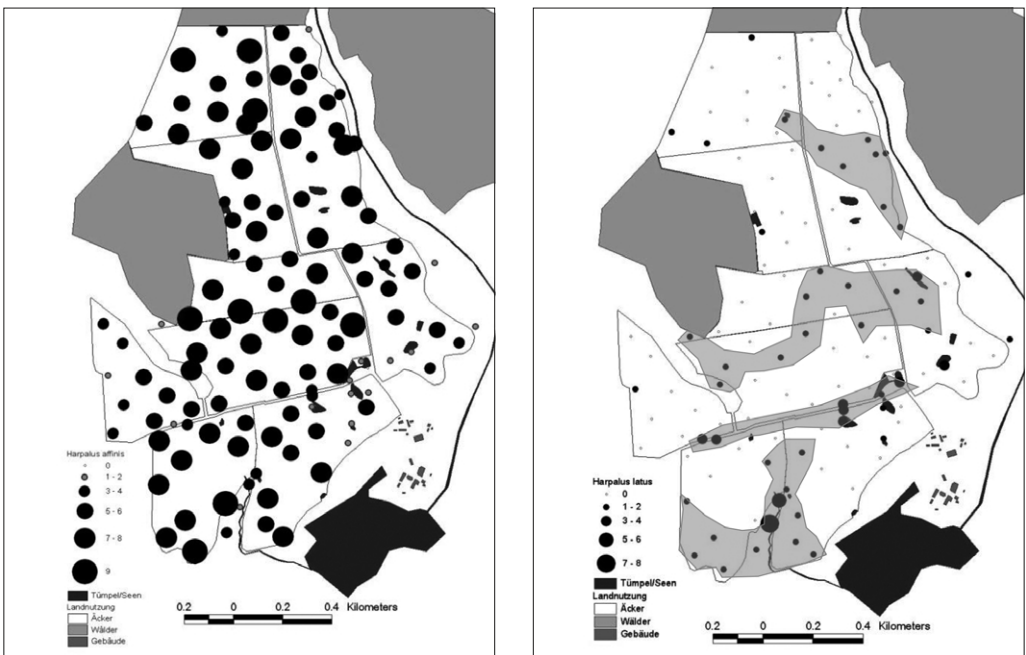 Harpalus affinis
0
1 - 2
3 - 4
5 - 6
7 - 8
9
Tümpel/Seen
Landnutzung
Äcker
Wälder
Gebäude
0.2 0 0.2 0.4 Kilometers
Harpalus latus
0
1 - 2
3 - 4
5 - 6
7 - 8
Tümpel/Seen
Landnutzung
Äcker
Wälder
Gebäude
0.2 0 0.2 0.4 Kilometers